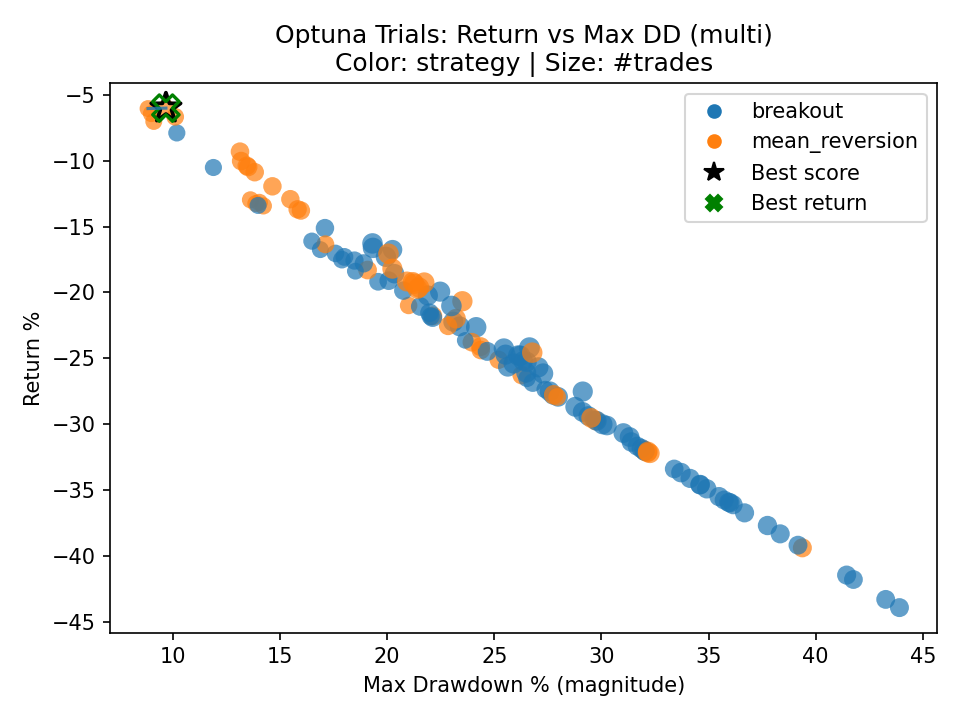 Optuna Trials: Return vs Max DD (multi)
Color: strategy | Size: #trades
breakout
mean_reversion
Best score
Best return
Return %
−5
−10
−15
−20
−25
−30
−35
−40
−45
10
15
20
25
30
35
40
45
Max Drawdown % (magnitude)